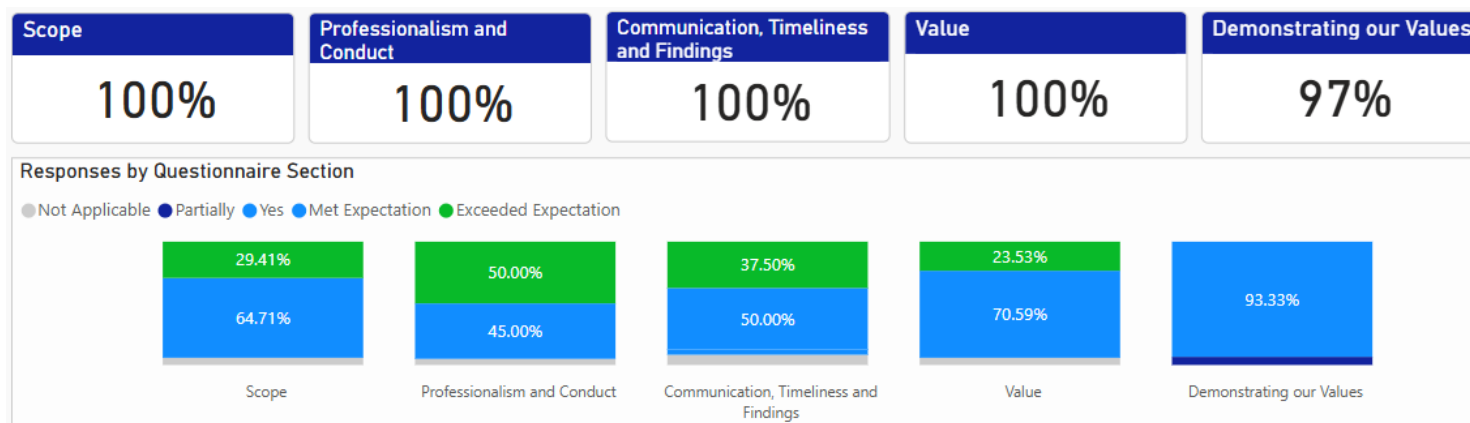 Scope
Professionalism and
Conduct
Communication, Timeliness
and Findings
Value
Demonstrating our Values
100%
100%
100%
100%
97%
Responses by Questionnaire Section
Not Applicable Partially Yes Met Expectation Exceeded Expectation
29.41%
50.00%
37.50%
23.53%
93.33%
64.71%
45.00%
50.00%
70.59%
Scope
Professionalism and Conduct
Communication, Timeliness and
Findings
Value
Demonstrating our Values